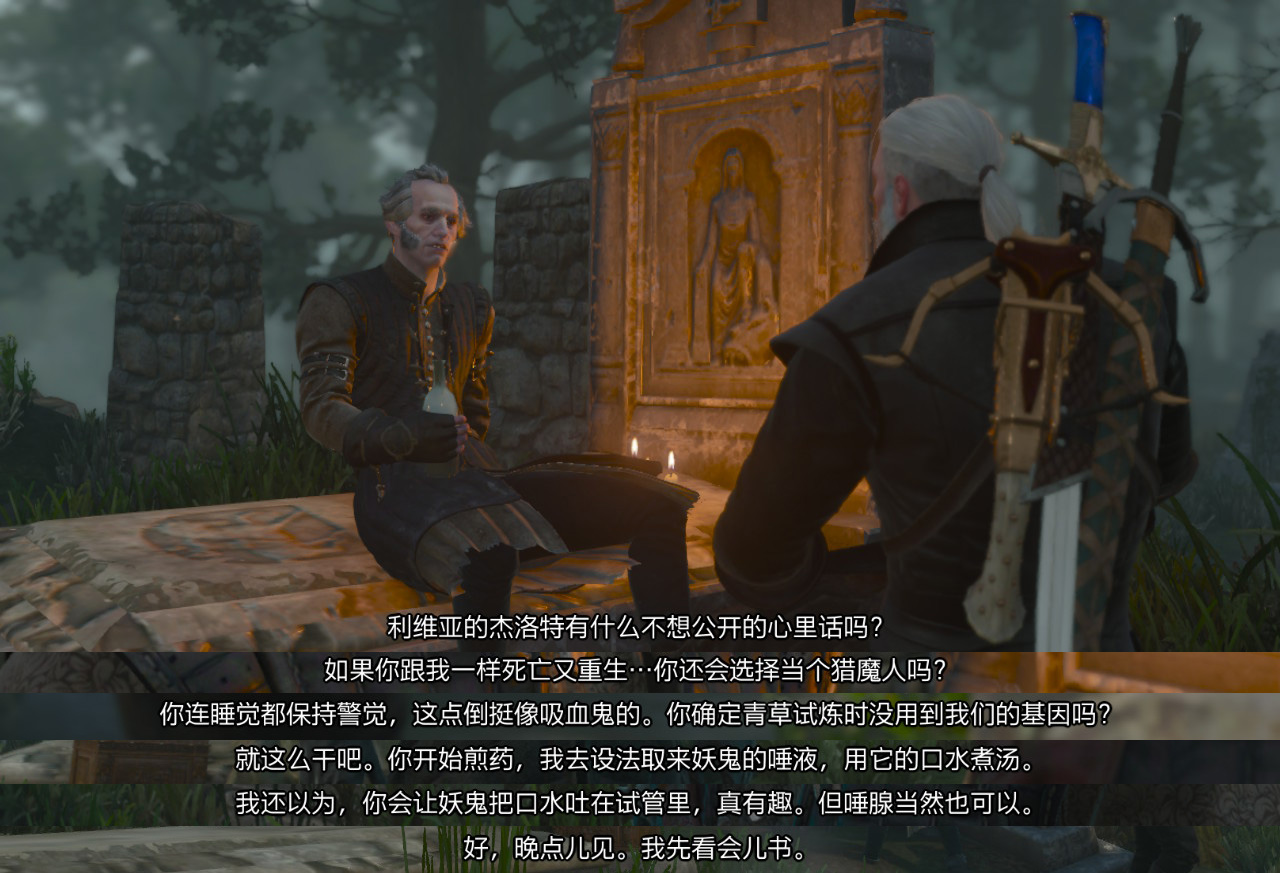 利维亚的杰洛特有什么不想公开的心里话吗？
如果你跟我一样死亡又重生…你还会选择当个猎魔人吗？
你连睡觉都保持警觉，这点倒挺像吸血鬼的。你确定青草试炼时没用到我们的基因吗？
就这么干吧。你开始煎药，我去设法取来妖鬼的唾液，用它的口水煮汤。
我还以为，你会让妖鬼把口水吐在试管里，真有趣。但唾腺当然也可以。
好，晚点儿见。我先看会儿书。